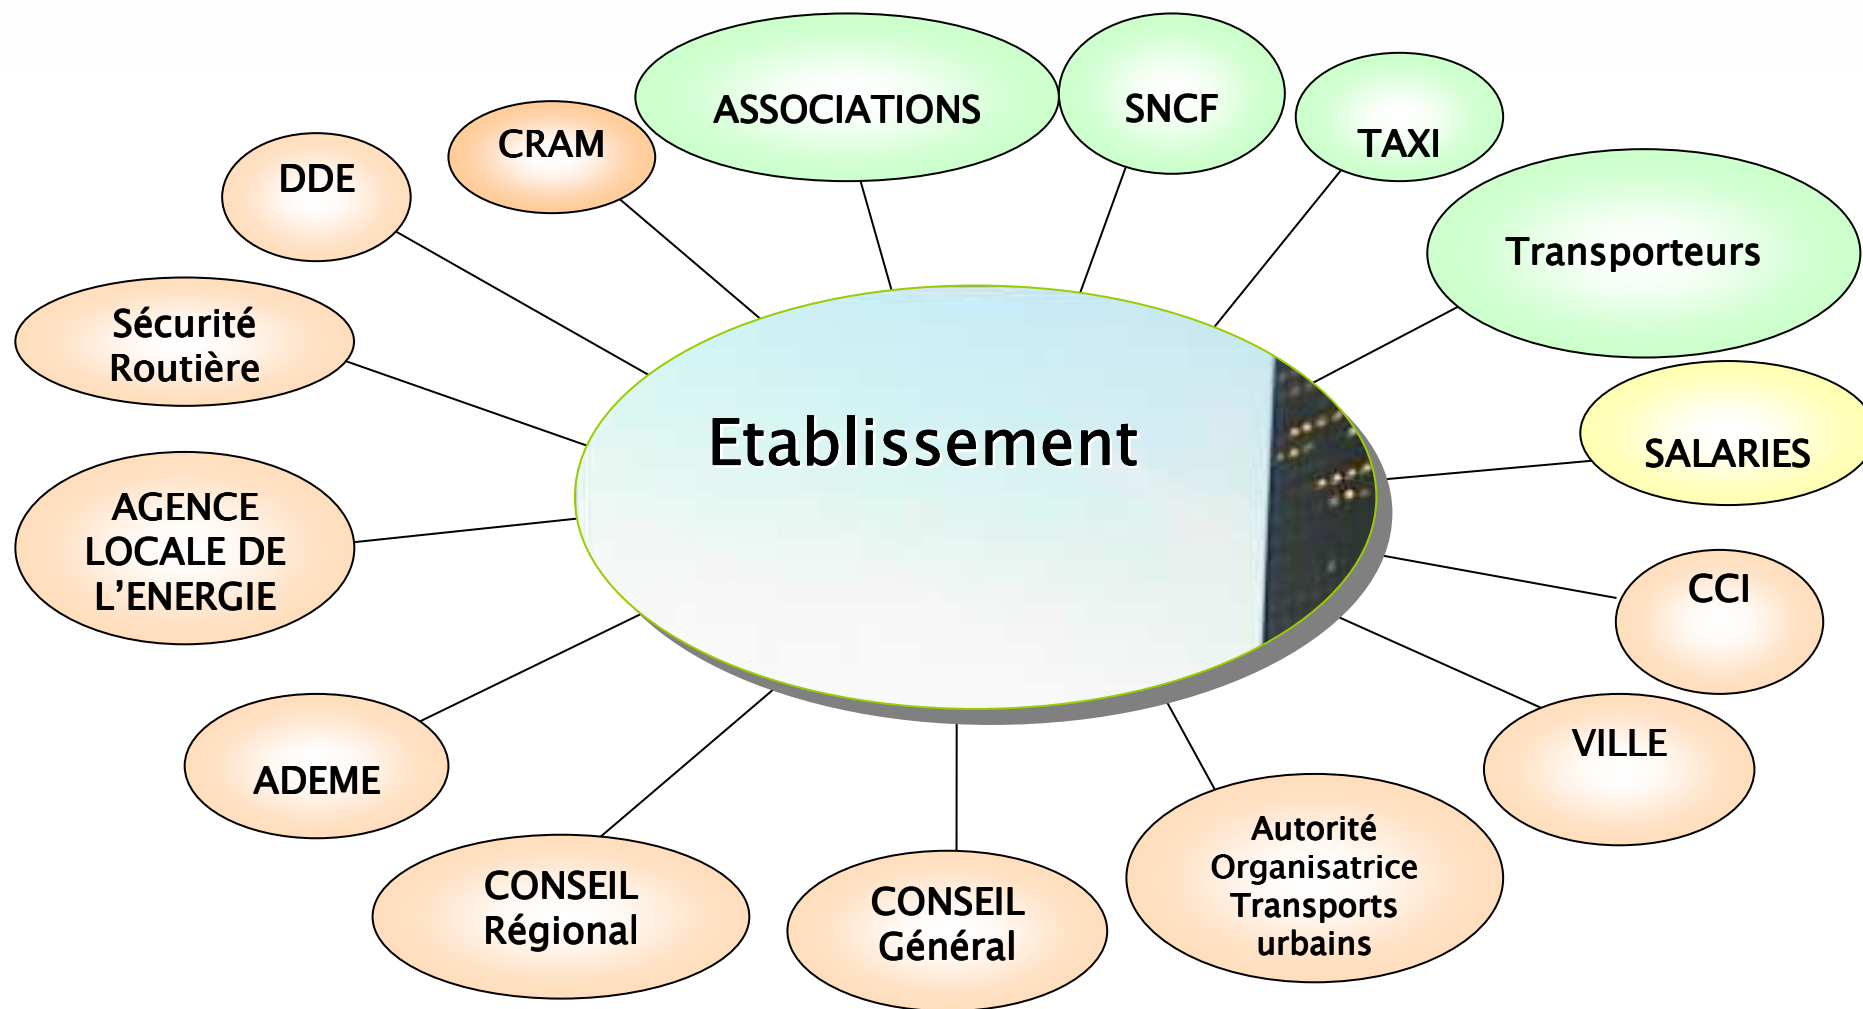 ASSOCIATIONS
SNCF
TAXI
CRAM
DDE
Transporteurs
Sécurité
Routière
Etablissement
SALARIES
AGENCE
LOCALE DE
L’ENERGIE
CCI
VILLE
ADEME
Autorité
Organisatrice
Transports
urbains
CONSEIL
Régional
CONSEIL
Général